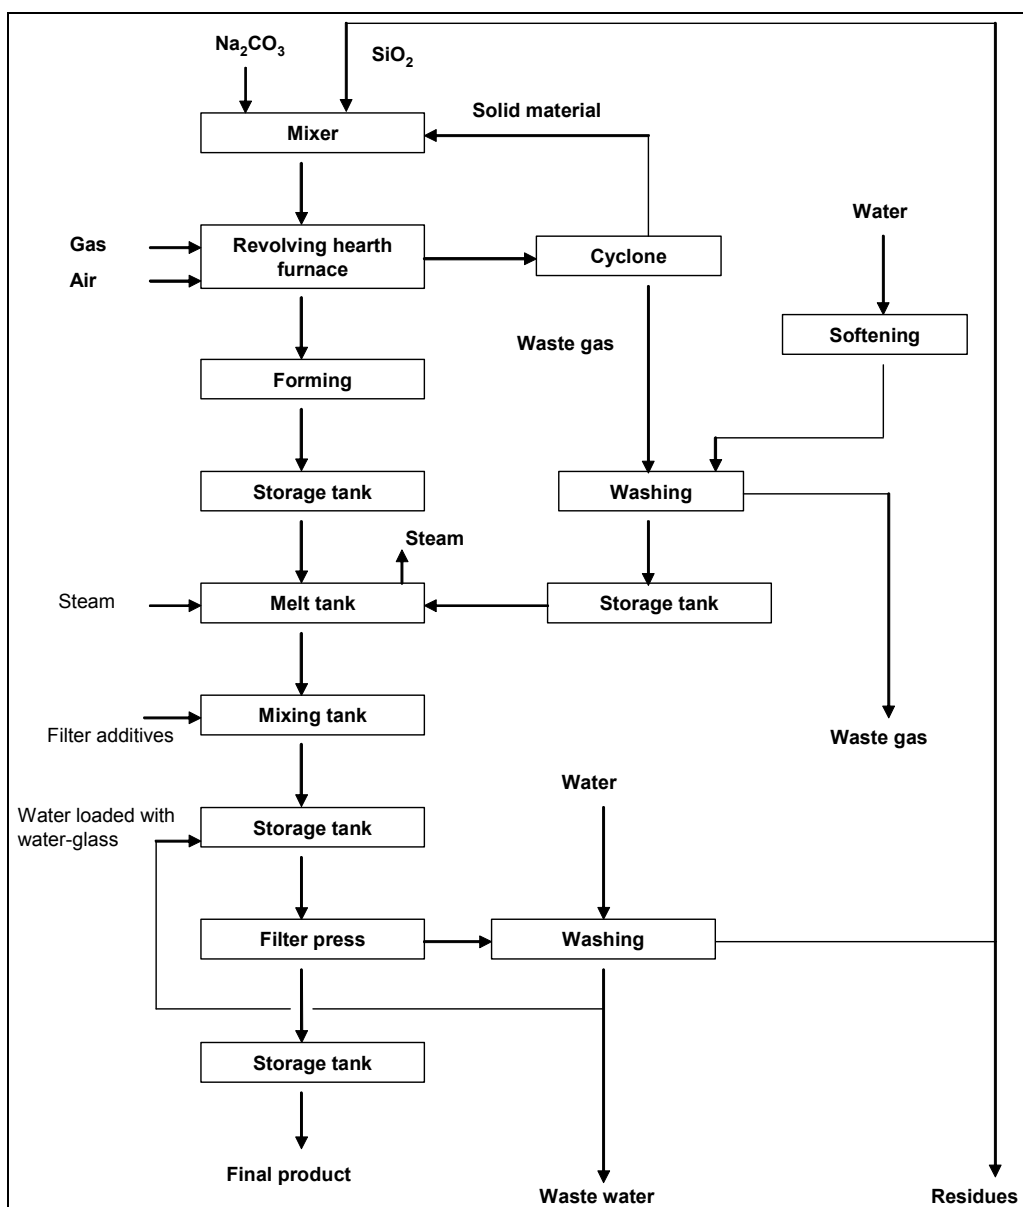 Na₂CO₃
SiO₂
Solid material
Mixer
Water
Gas
Revolving hearth
furnace
Cyclone
Air
Waste gas
Softening
Forming
Storage tank
Washing
Steam
Steam
Melt tank
Storage tank
Mixing tank
Filter additives
Waste gas
Water
Water loaded with
water-glass
Storage tank
Filter press
Washing
Storage tank
Final product
Waste water
Residues